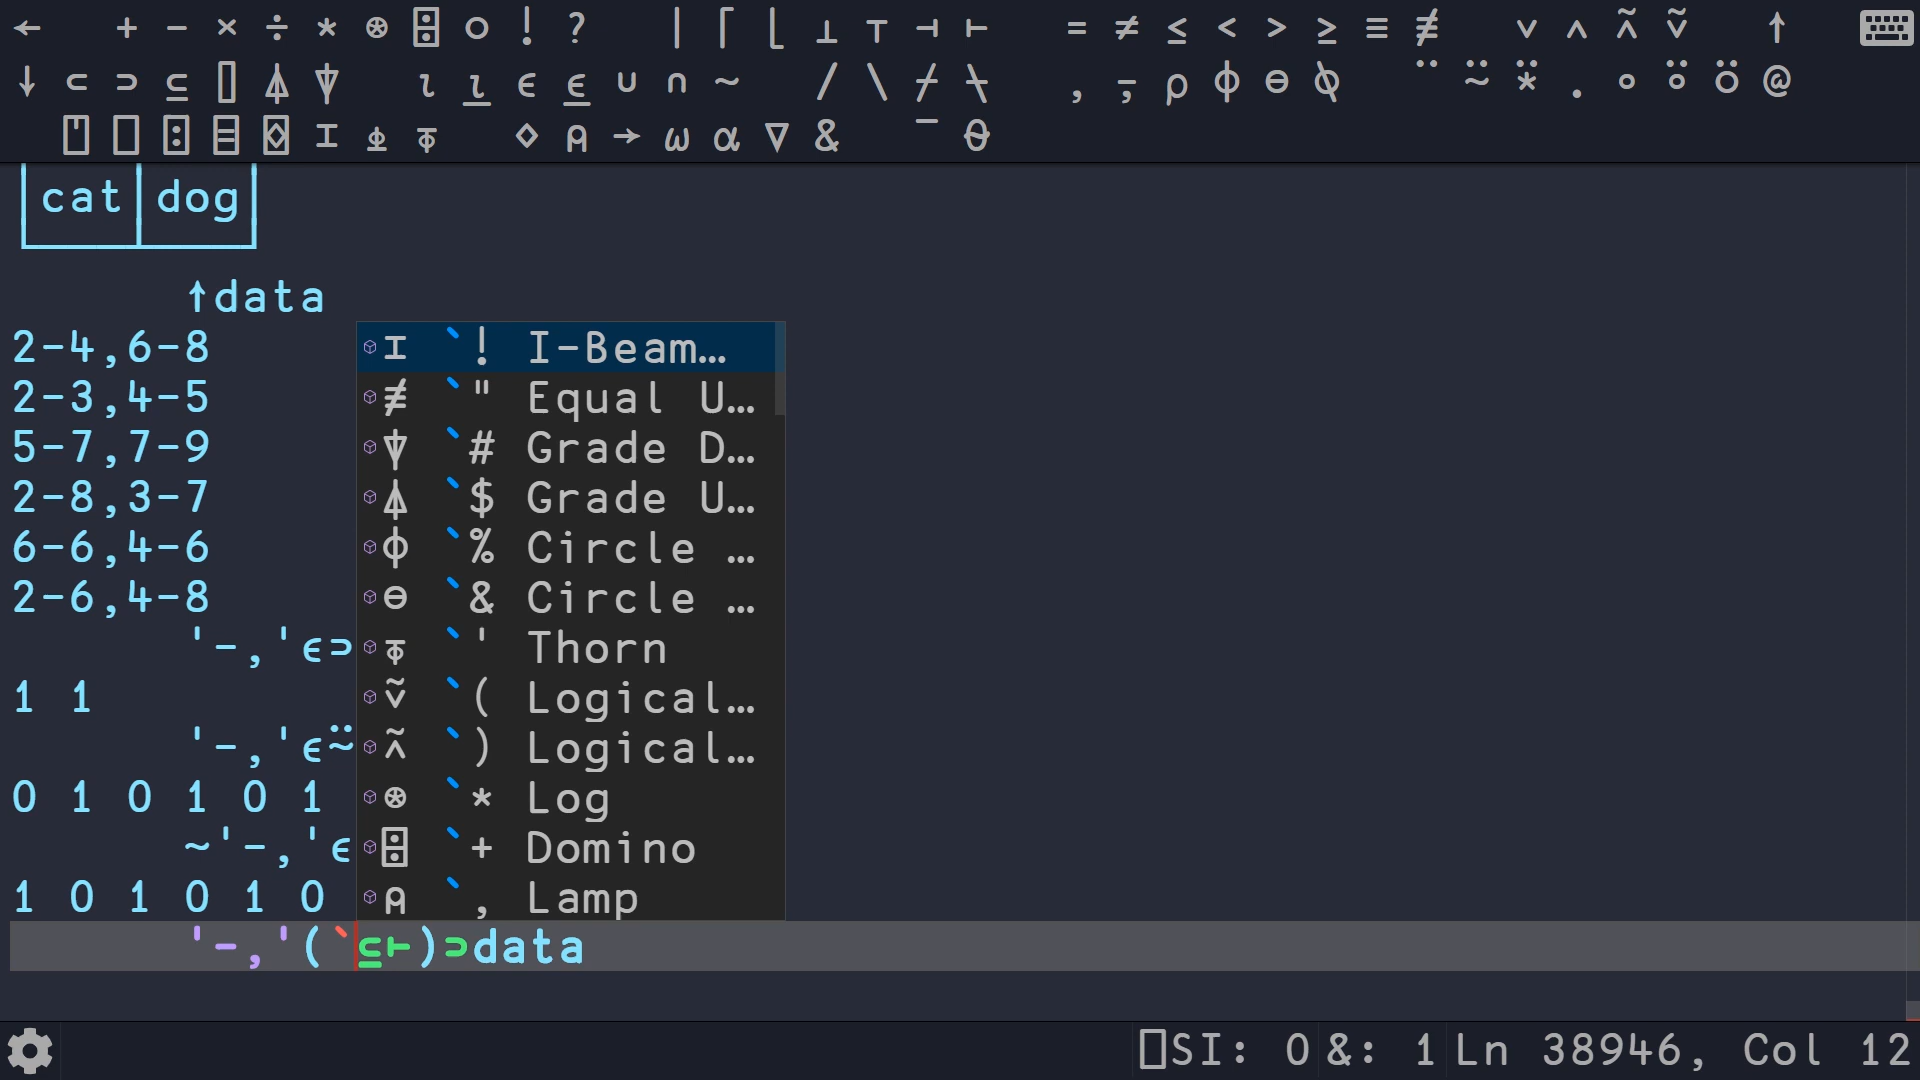 ← + - × ÷ * ⍟ ⌹ ○ ! ? | ⌈ ⌊ ⊥ ⊤ ⊣ ⊢ = ≠ ≤ < > ≥ ≡ ≢ ∨ ∧ ⍲ ⍱ ↑
↓ ⊂ ⊃ ⊆ ⌷ ⍋ ⍒ ⍳ ⍸ ∊ ⍷ ∪ ∩ ~ / \ ⌿ ⍀ , ⍪ ⍴ ⌽ ⊖ ⍉ ¨ ⍨ ⍣ . ∘ ⍤ ⍥ @
⍞ ⎕ ⍠ ⌸ ⌺ ⌶ ⍎ ⍕ ⋄ ⍝ → ⍵ ⍺ ∇ & ¯ ⍬
│cat│dog│
└───┴───┘
↑data
2-4,6-8
2-3,4-5
5-7,7-9
2-8,3-7
6-6,4-6
2-6,4-8
'-,'∊⊃
1 1
'-,'∊⍨
0 1 0 1 0 1
~'-,'∊
1 0 1 0 1 0
'-,'(`⊆⊢)⊃data
⌶ `! I-Beam…
≢ `" Equal U…
⍒ `# Grade D…
⍋ `$ Grade U…
⌽ `% Circle …
⊖ `& Circle …
⍕ `' Thorn
⍱ `( Logical…
⍲ `) Logical…
⍟ `* Log
⌹ `+ Domino
⍝ `, Lamp
⎕SI: 0 &: 1 Ln 38946, Col 12